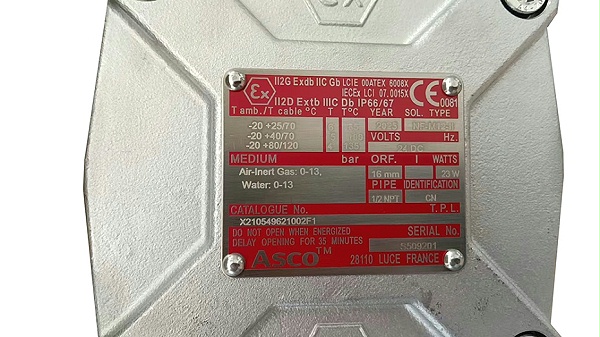 Ex
II2G Exdb IIC Gb LCIE 00ATEX 6008X
IECEx LCI 07.0015X
II2D Extb IIIC Db IP66/67
CE 0081
T amb./T cable °C T T°C YEAR SOL. TYPE
-20 +25/70
-20 +40/70 VOLTS Hz.
-20 +80/120 24 DC
MEDIUM bar ORF. I WATTS
Air-Inert Gas: 0-13, 16 mm 23 W
Water: 0-13 PIPE IDENTIFICATION
1/2 NPT CN
CATALOGUE No. T.P.L.
X210549621002F1
DO NOT OPEN WHEN ENERGIZED SERIAL No.
DELAY OPENING FOR 35 MINUTES S509201
ASCO™ 28110 LUCE FRANCE